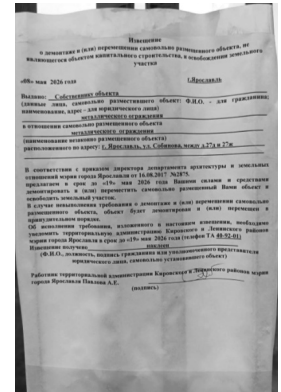 Извещение
о демонтаже и (или) перемещении самовольно размещенного объекта, не
являющегося объектом капитального строительства, и освобождении земельного
участка
«08» мая 2026 года г.Ярославль
Выдано: Собственнику объекта
(данные лица, самовольно разместившего объект: Ф.И.О. - для гражданина;
наименование, адрес - для юридического лица)
металлического ограждения
в отношении самовольно размещенного объекта
металлического ограждения
(наименование незаконно размещенного объекта)
расположенного по адресу: г. Ярославль, ул. Собинова, между д.27а и 27ж
В соответствии с приказом директора департамента архитектуры и земельных
отношений мэрии города Ярославля от 16.08.2017 №2875,
предлагаем в срок до «19» мая 2026 года Вашими силами и средствами
демонтировать и (или) переместить самовольно размещенный Вами объект и
освободить земельный участок.
В случае невыполнения требования о демонтаже и (или) перемещении самовольно
размещенного объекта, объект будет демонтирован и (или) перемещен в
принудительном порядке.
Об исполнении требования, изложенного в настоящем извещении, необходимо
уведомить территориальную администрацию Кировского и Ленинского районов
мэрии города Ярославля в срок до «19» мая 2026 года (телефон ТА 40-92-01)
Извещение получено
(Ф.И.О., должность, подпись гражданина или уполномоченного представителя
юридического лица, самовольно установившего объект)
Работник территориальной администрации Кировского и Ленинского районов мэрии
города Ярославля Павлова А.Е.
(подпись)